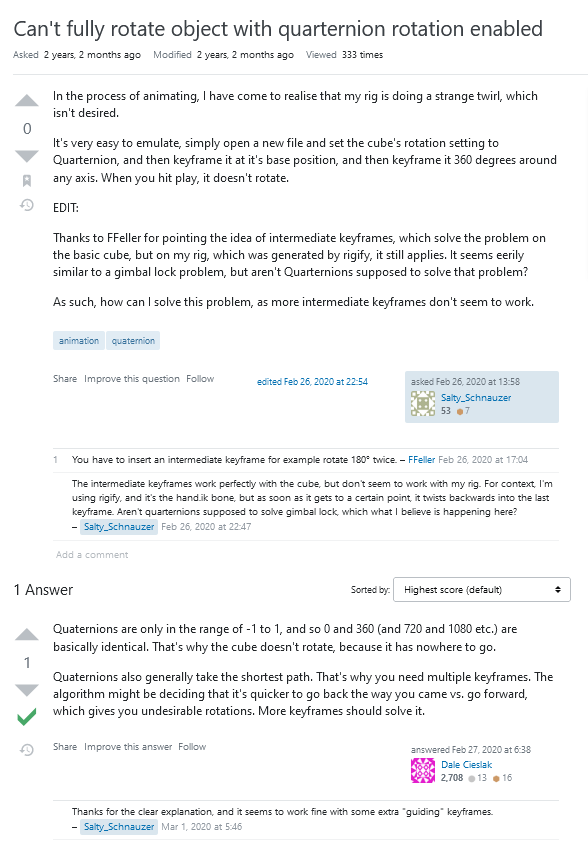 Can't fully rotate object with quarternion rotation enabled
Asked 2 years, 2 months ago Modified 2 years, 2 months ago Viewed 333 times
In the process of animating, I have come to realise that my rig is doing a strange twirl, which
isn't desired.
0
It's very easy to emulate, simply open a new file and set the cube's rotation setting to
Quarternion, and then keyframe it at it's base position, and then keyframe it 360 degrees around
any axis. When you hit play, it doesn't rotate.
EDIT:
Thanks to FFeller for pointing the idea of intermediate keyframes, which solve the problem on
the basic cube, but on my rig, which was generated by rigify, it still applies. It seems eerily
similar to a gimbal lock problem, but aren't Quarternions supposed to solve that problem?
As such, how can I solve this problem, as more intermediate keyframes don't seem to work.
animation quaternion
Share Improve this question Follow
edited Feb 26, 2020 at 22:54
asked Feb 26, 2020 at 13:58
Salty_Schnauzer
53 7
1 You have to insert an intermediate keyframe for example rotate 180° twice. – FFeller Feb 26, 2020 at 17:04
The intermediate keyframes work perfectly with the cube, but don't seem to work with my rig. For context, I'm
using rigify, and it's the hand.ik bone, but as soon as it gets to a certain point, it twists backwards into the last
keyframe. Aren't quarternions supposed to solve gimbal lock, which what I believe is happening here?
– Salty_Schnauzer Feb 26, 2020 at 22:47
Add a comment
1 Answer
Sorted by: Highest score (default)
Quaternions are only in the range of -1 to 1, and so 0 and 360 (and 720 and 1080 etc.) are
basically identical. That's why the cube doesn't rotate, because it has nowhere to go.
1
Quaternions also generally take the shortest path. That's why you need multiple keyframes. The
algorithm might be deciding that it's quicker to go back the way you came vs. go forward,
which gives you undesirable rotations. More keyframes should solve it.
Share Improve this answer Follow
answered Feb 27, 2020 at 6:38
Dale Cieslak
2,708 13 16
Thanks for the clear explanation, and it seems to work fine with some extra "guiding" keyframes.
– Salty_Schnauzer Mar 1, 2020 at 5:46